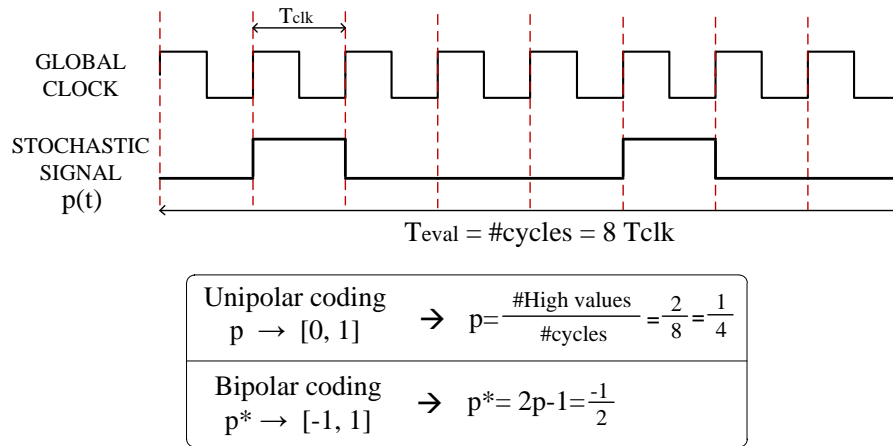 Tclk
GLOBAL
CLOCK
STOCHASTIC
SIGNAL
p(t)
Teval = #cycles = 8 Tclk
Unipolar coding
p → [0, 1]
→ p= #High values / #cycles = 2/8 = 1/4
Bipolar coding
p* → [-1, 1]
→ p*= 2p-1= -1/2